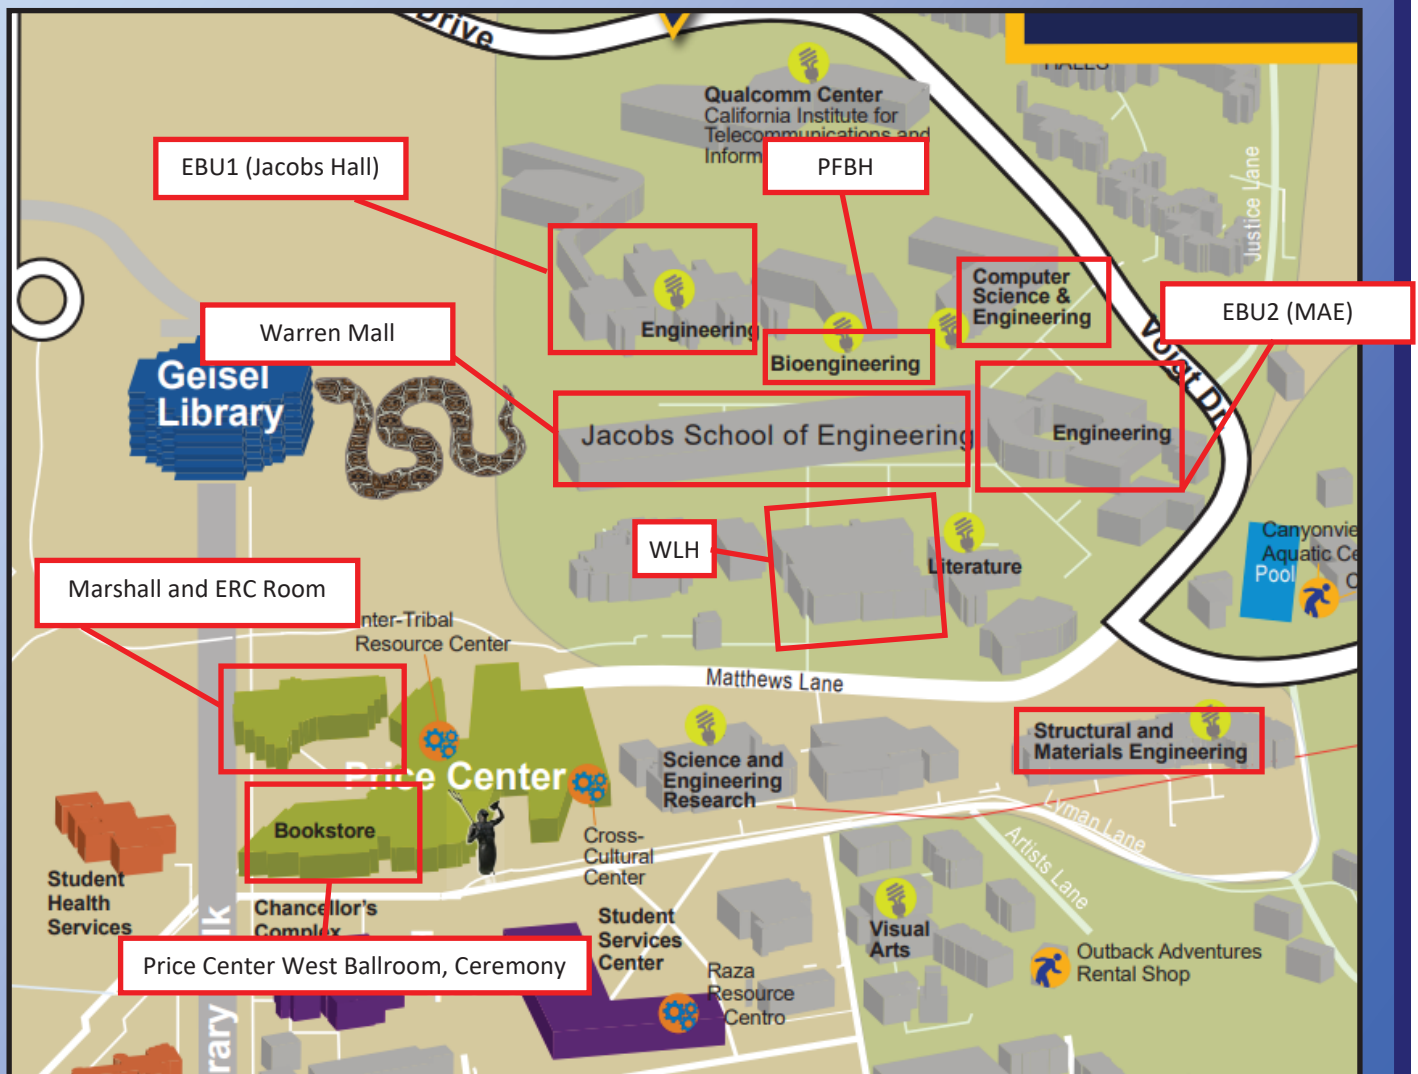 Drive
HALLS
Qualcomm Center
California Institute for
Telecommunications and
EBU1 (Jacobs Hall)
PFBH
Justice Lane
Computer
Science &
Engineering
EBU2 (MAE)
Warren Mall
Engineering
Bioengineering
Voigt Dr
Geisel
Library
Jacobs School of Engineering
Engineering
WLH
Literature
Canyonvie
Aquatic Ce
Pool
C
Marshall and ERC Room
nter-Tribal
Resource Center
Matthews Lane
Structural and
Materials Engineering
Science and
Engineering
Research
Price Center
Bookstore
Lyman Lane
Artists Lane
Cross-
Cultural
Center
Student
Health
Services
Chancellor's
Complex
Student
Services
Center
Visual
Arts
Outback Adventures
Rental Shop
Price Center West Ballroom, Ceremony
Raza
Resource
Centro